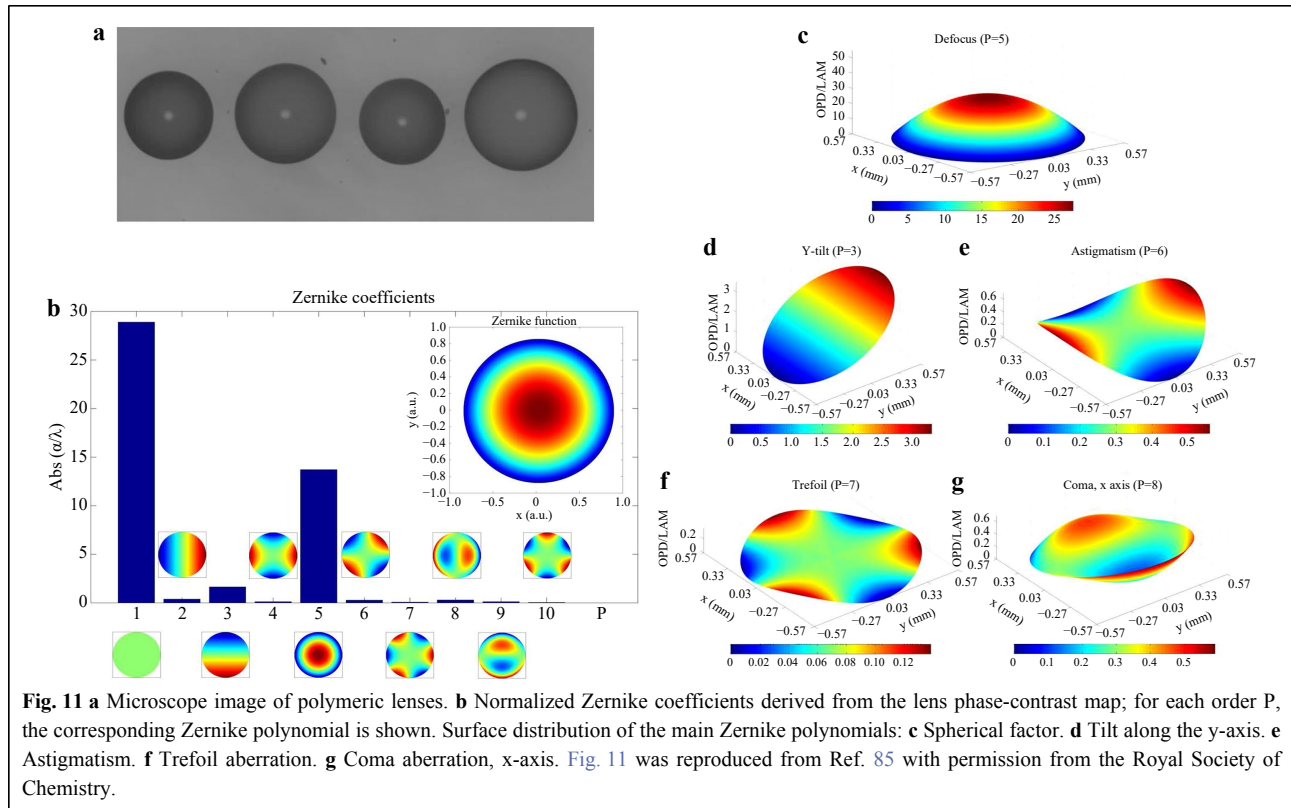 a
b
Zernike coefficients
Abs (α/λ)
30
25
20
15
10
5
0
1 2 3 4 5 6 7 8 9 10 P
Zernike function
y (a.u.)
1.0
0.8
0.6
0.4
0.2
0
−0.2
−0.4
−0.6
−0.8
−1.0
−1.0 −0.5 0 0.5 1.0
x (a.u.)
c
Defocus (P=5)
OPD/LAM
50
40
30
20
10
0
0.57
0.33
0.03
−0.27
−0.57
x (mm)
−0.57
−0.27
0.03
0.33
0.57
y (mm)
0 5 10 15 20 25
d
Y-tilt (P=3)
OPD/LAM
3
2
1
0
0.57
0.33
0.03
−0.27
−0.57
x (mm)
−0.57
−0.27
0.03
0.33
0.57
y (mm)
0 0.5 1.0 1.5 2.0 2.5 3.0
e
Astigmatism (P=6)
OPD/LAM
0.6
0.4
0.2
0
0.57
0.33
0.03
−0.27
−0.57
x (mm)
−0.57
−0.27
0.03
0.33
0.57
y (mm)
0 0.1 0.2 0.3 0.4 0.5
f
Trefoil (P=7)
OPD/LAM
0.2
0
0.57
0.33
0.03
−0.27
−0.57
x (mm)
−0.57
−0.27
0.03
0.33
0.57
y (mm)
0 0.02 0.04 0.06 0.08 0.10 0.12
g
Coma, x axis (P=8)
OPD/LAM
0.6
0.4
0.2
0
0.57
0.33
0.03
−0.27
−0.57
x (mm)
−0.57
−0.27
0.03
0.33
0.57
y (mm)
0 0.1 0.2 0.3 0.4 0.5
Fig. 11 a Microscope image of polymeric lenses. b Normalized Zernike coefficients derived from the lens phase-contrast map; for each order P,
the corresponding Zernike polynomial is shown. Surface distribution of the main Zernike polynomials: c Spherical factor. d Tilt along the y-axis. e
Astigmatism. f Trefoil aberration. g Coma aberration, x-axis. Fig. 11 was reproduced from Ref. 85 with permission from the Royal Society of
Chemistry.